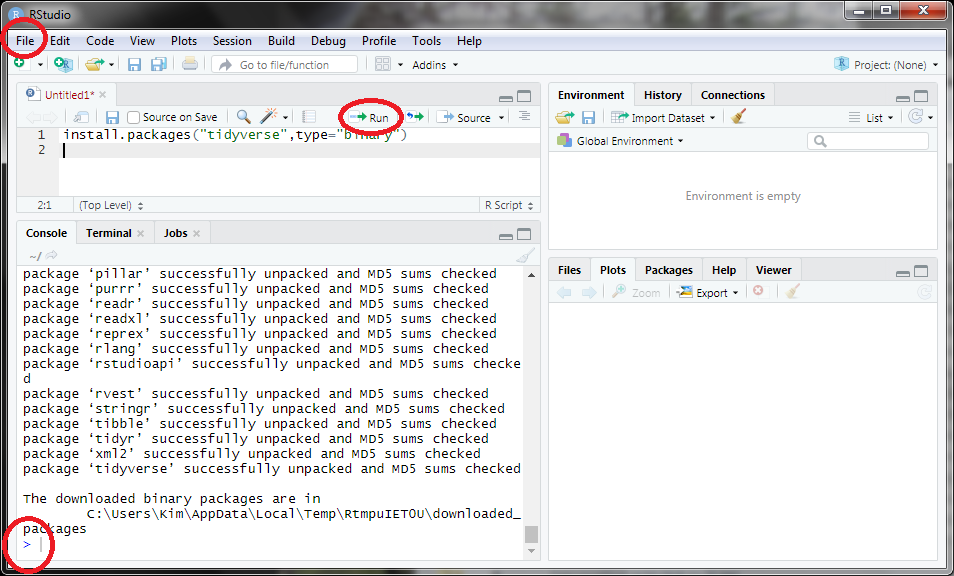 RStudio
File Edit Code View Plots Session Build Debug Profile Tools Help
Go to file/function Addins Project: (None)
Untitled1*
Source on Save Run Source
1 install.packages("tidyverse",type="binary")
2
2:1 (Top Level) R Script
Console Terminal Jobs
~/
package ‘pillar’ successfully unpacked and MD5 sums checked
package ‘purrr’ successfully unpacked and MD5 sums checked
package ‘readr’ successfully unpacked and MD5 sums checked
package ‘readxl’ successfully unpacked and MD5 sums checked
package ‘reprex’ successfully unpacked and MD5 sums checked
package ‘rlang’ successfully unpacked and MD5 sums checked
package ‘rstudioapi’ successfully unpacked and MD5 sums checke
d
package ‘rvest’ successfully unpacked and MD5 sums checked
package ‘stringr’ successfully unpacked and MD5 sums checked
package ‘tibble’ successfully unpacked and MD5 sums checked
package ‘tidyr’ successfully unpacked and MD5 sums checked
package ‘xml2’ successfully unpacked and MD5 sums checked
package ‘tidyverse’ successfully unpacked and MD5 sums checked
The downloaded binary packages are in
C:\Users\Kim\AppData\Local\Temp\RtmpuIETOU\downloaded_
packages
>
Environment History Connections
Import Dataset List
Global Environment
Environment is empty
Files Plots Packages Help Viewer
Zoom Export